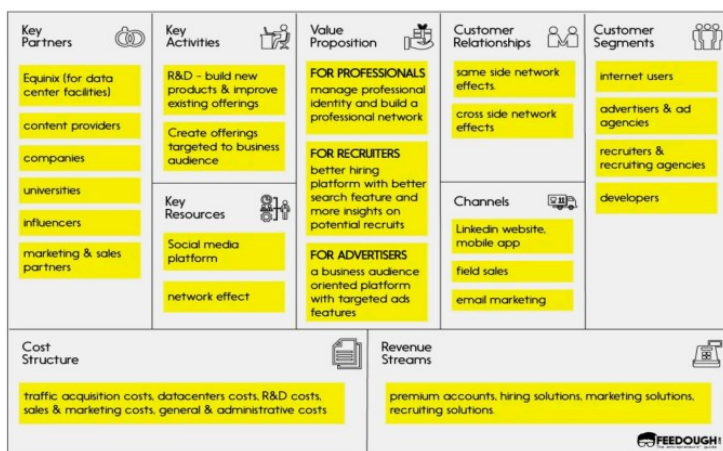 Key
Partners
Equinix (for data
center facilities)
content providers
companies
universities
influencers
marketing & sales
partners
Key
Activities
R&D - build new
products & improve
existing offerings
Create offerings
targeted to business
audience
Key
Resources
Social media
platform
network effect
Value
Proposition
FOR PROFESSIONALS
manage professional
identity and build a
professional network
FOR RECRUITERS
better hiring
platform with better
search feature and
more insights on
potential recruits
FOR ADVERTISERS
a business audience
oriented platform
with targeted ads
features
Customer
Relationships
same side network
effects.
cross side network
effects
Channels
Linkedin website,
mobile app
field sales
email marketing
Customer
Segments
internet users
advertisers & ad
agencies
recruiters &
recruiting agencies
developers
Cost
Structure
traffic acquisition costs, datacenters costs, R&D costs,
sales & marketing costs, general & administrative costs
Revenue
Streams
premium accounts, hiring solutions, marketing solutions,
recruiting solutions.
FEEDOUGH!
The entrepreneurs' guide